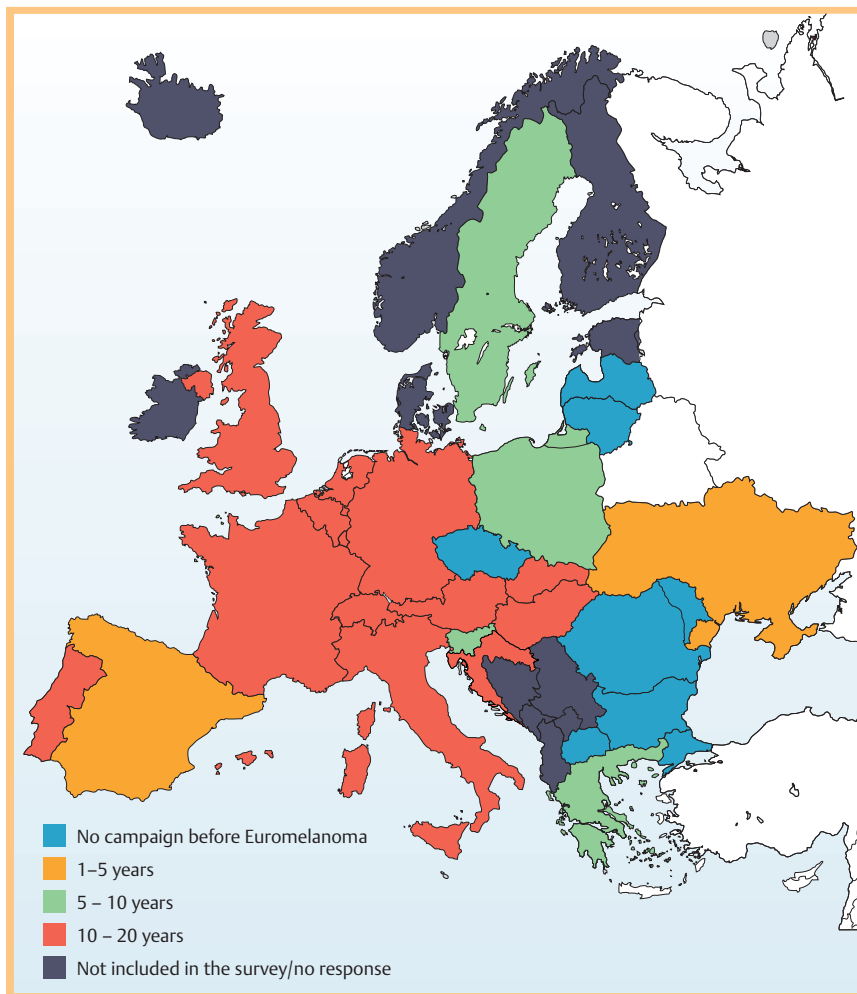 No campaign before Euromelanoma
1–5 years
5 – 10 years
10 – 20 years
Not included in the survey/no response